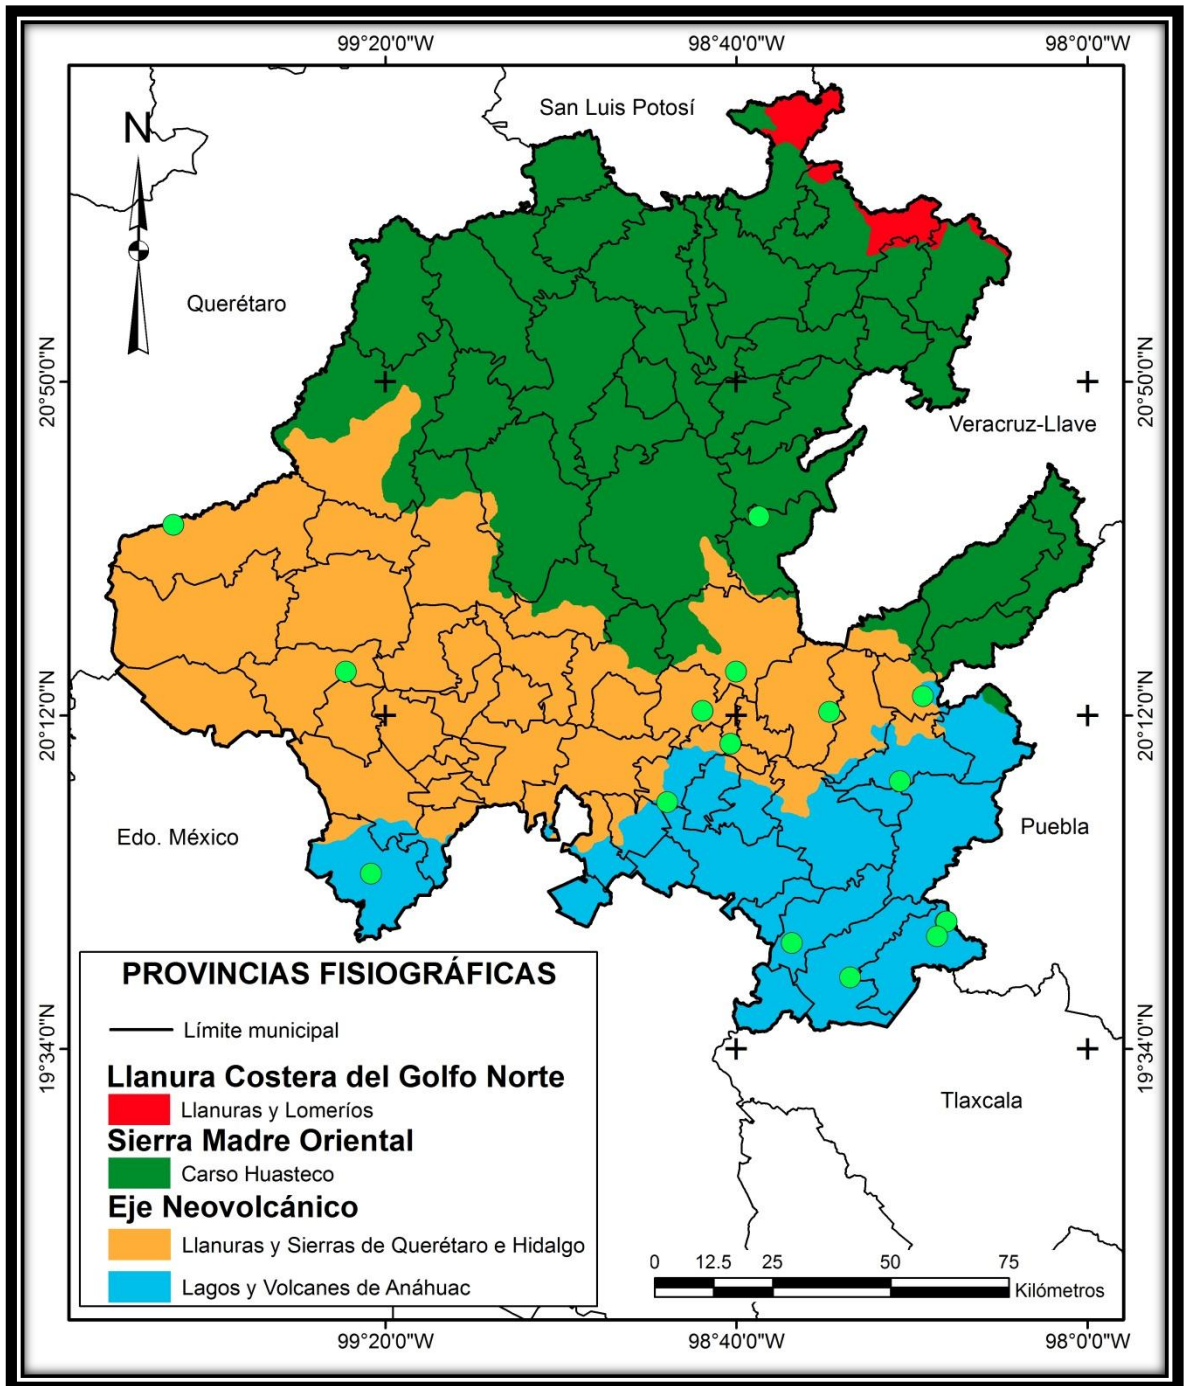 99°20'0"W
98°40'0"W
98°0'0"W
San Luis Potosí
N
Querétaro
20°50'0"N
20°50'0"N
Veracruz-Llave
20°12'0"N
20°12'0"N
Edo. México
Puebla
PROVINCIAS FISIOGRÁFICAS
Límite municipal
19°34'0"N
19°34'0"N
Llanura Costera del Golfo Norte
Llanuras y Lomeríos
Tlaxcala
Sierra Madre Oriental
Carso Huasteco
Eje Neovolcánico
Llanuras y Sierras de Querétaro e Hidalgo
Lagos y Volcanes de Anáhuac
0 12.5 25 50 75
Kilómetros
99°20'0"W
98°40'0"W
98°0'0"W